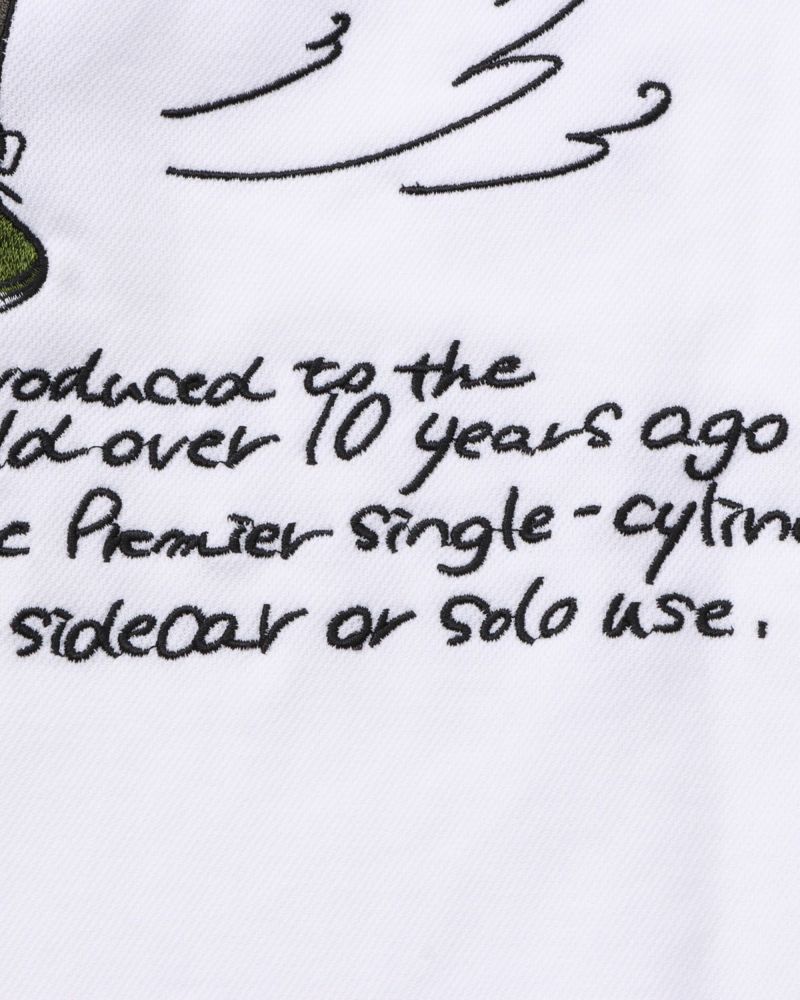 roduced to the
ld over 10 years ago
e Premier single-cylin
sidecar or solo use.